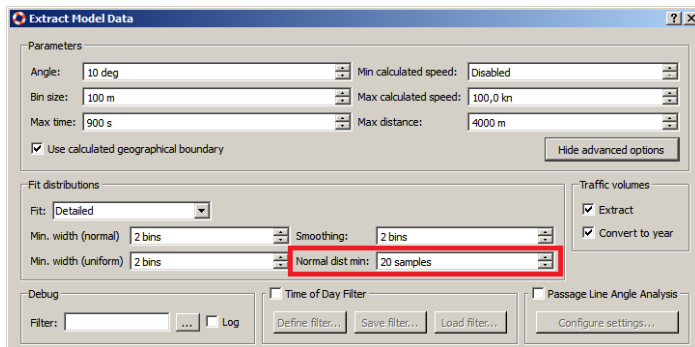 Extract Model Data
Parameters
Angle: 10 deg Min calculated speed: Disabled
Bin size: 100 m Max calculated speed: 100,0 kn
Max time: 900 s Max distance: 4000 m
Use calculated geographical boundary Hide advanced options
Fit distributions Traffic volumes
Fit: Detailed Extract
Min. width (normal) 2 bins Smoothing: 2 bins Convert to year
Min. width (uniform) 2 bins Normal dist min: 20 samples
Debug Time of Day Filter Passage Line Angle Analysis
Filter: ... Log Define filter... Save filter... Load filter... Configure settings...